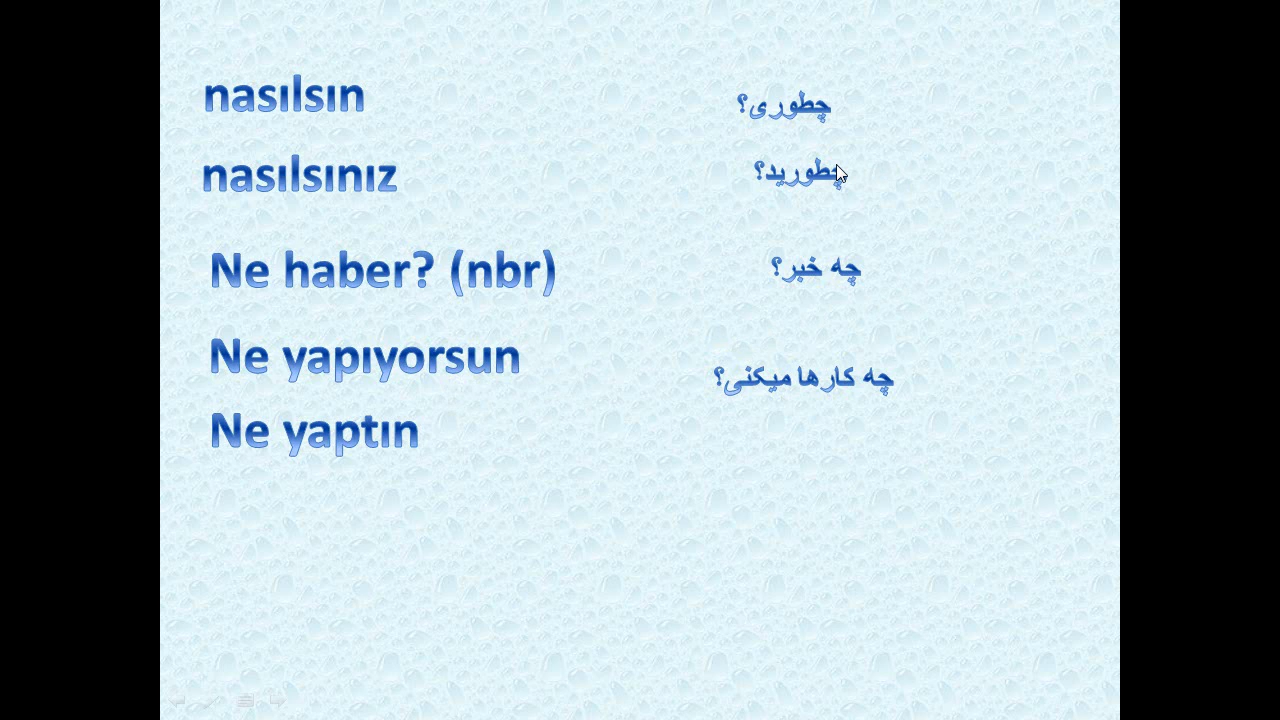 nasılsın
چطوری؟
nasılsınız
چطورید؟
Ne haber? (nbr)
چه خبر؟
Ne yapıyorsun
چه کارها میکنی؟
Ne yaptın